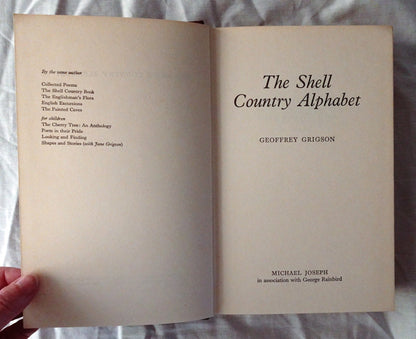 By the same author
Collected Poems
The Shell Country Book
The Englishman's Flora
English Excursions
The Painted Caves
for children
The Cherry Tree: An Anthology
Poem in their Pride
Looking and Finding
Shapes and Stories (with Jane Grigson)
The Shell
Country Alphabet
GEOFFREY GRIGSON
MICHAEL JOSEPH
in association with George Rainbird